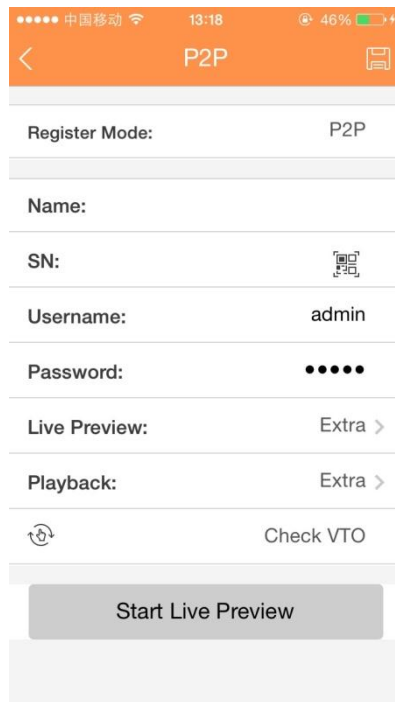 中国移动 13:18 46%
P2P
Register Mode: P2P
Name:
SN:
Username: admin
Password: •••••
Live Preview: Extra
Playback: Extra
Check VTO
Start Live Preview